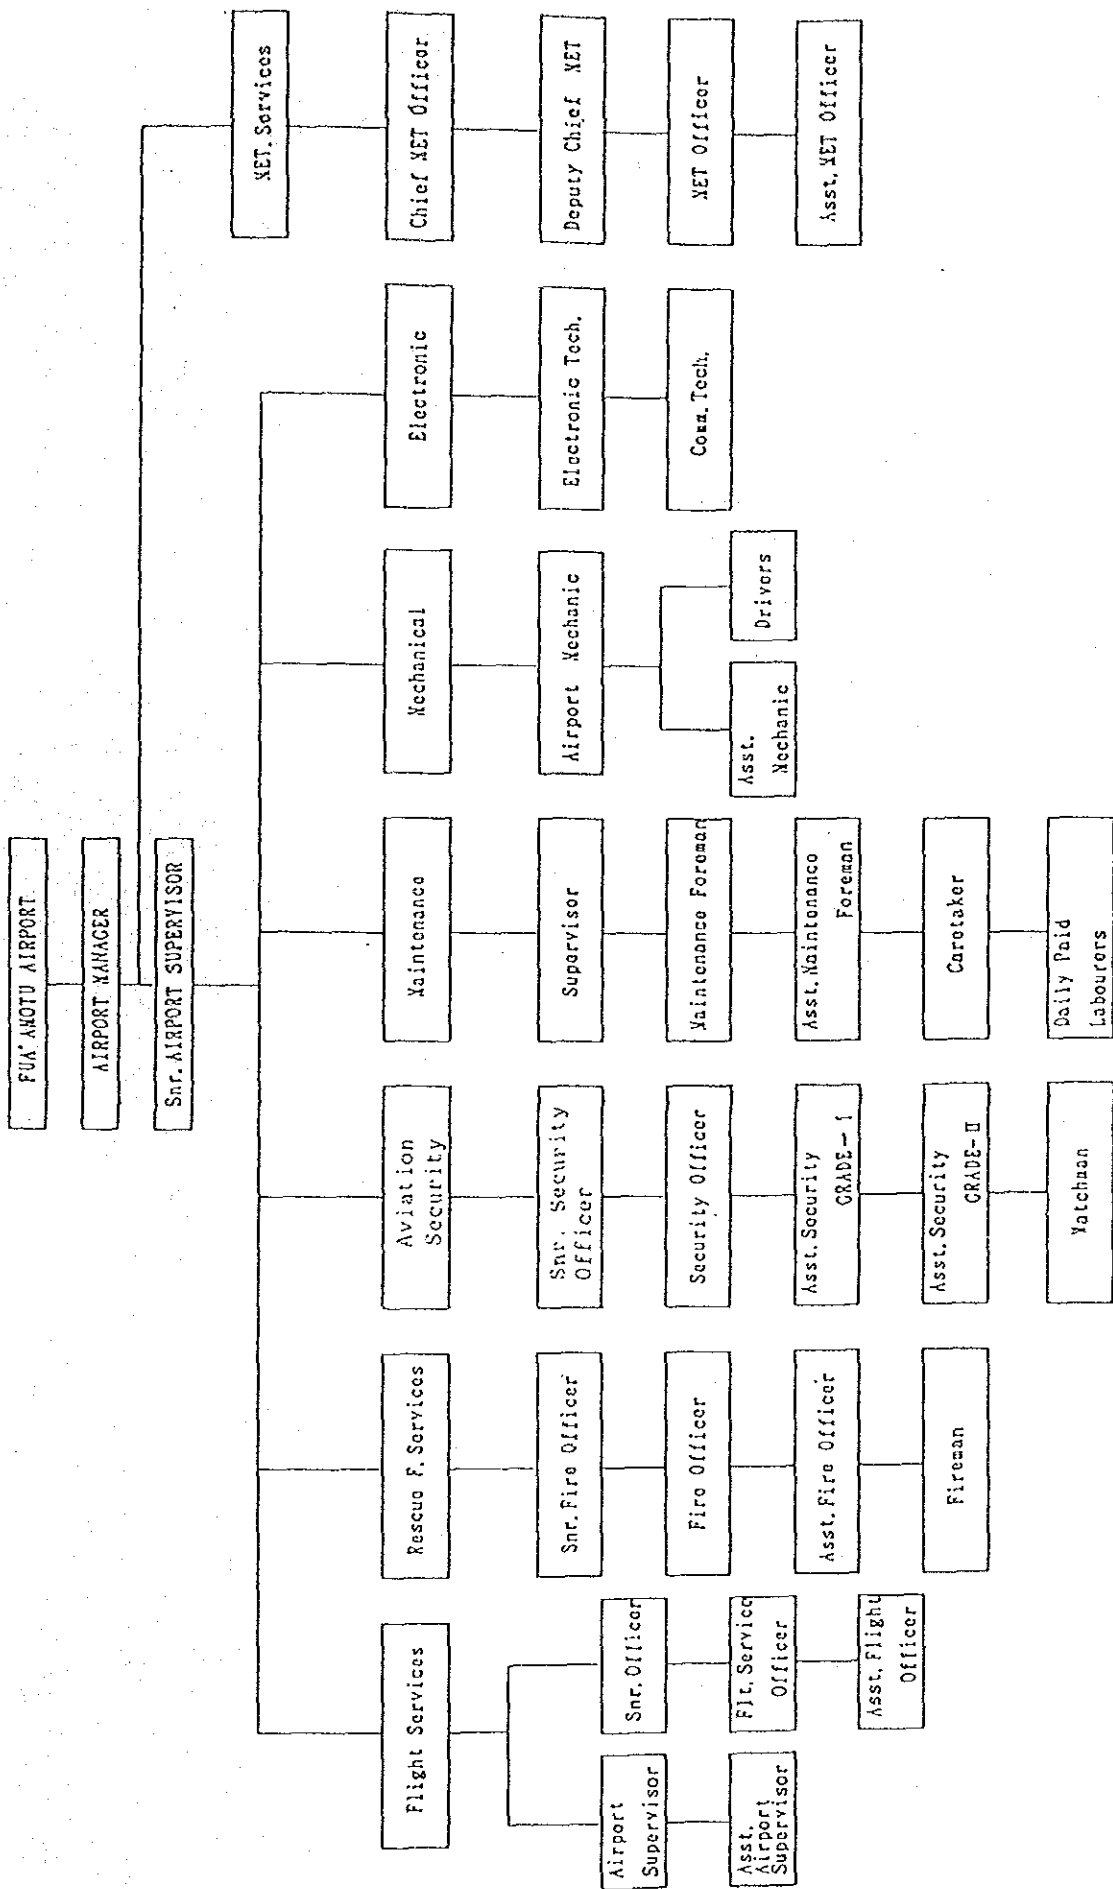 FUA'AMOTU AIRPORT
AIRPORT MANAGER
Snr. AIRPORT SUPERVISOR
MET. Services
Flight Services
Rescue F. Services
Aviation
Security
Maintenance
Mechanical
Electronic
Chief MET Officer
Snr. Fire Officer
Snr. Security
Officer
Supervisor
Airport Mechanic
Electronic Tech.
Deputy Chief MET
Airport
Supervisor
Snr. Officer
Fire Officer
Security Officer
Maintenance Foreman
Comm. Tech.
MET Officer
Asst.
Airport
Supervisor
Flt. Service
Officer
Asst. Fire Officer
Asst. Security
GRADE-I
Asst. Maintenance
Foreman
Asst.
Mechanic
Drivers
Asst. MET Officer
Asst. Flight
Officer
Fireman
Asst. Security
GRADE-II
Caretaker
Watchman
Daily Paid
Labourers